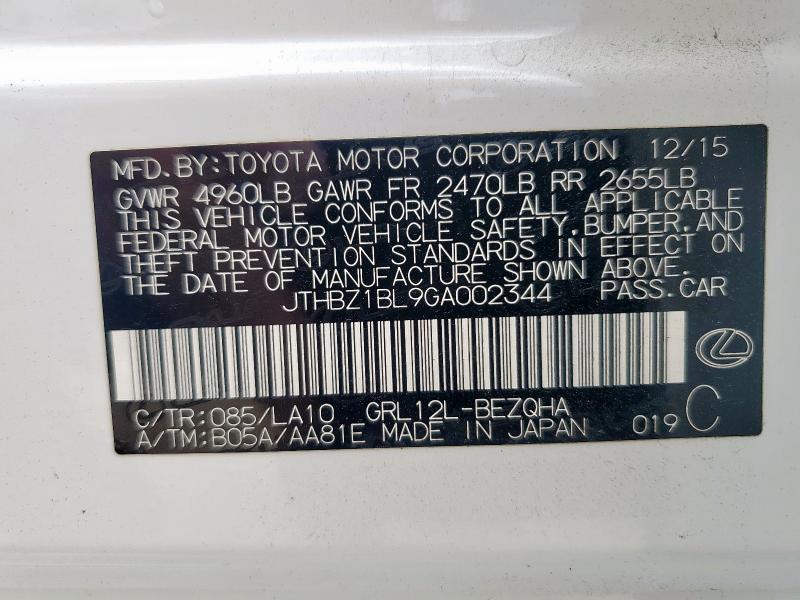 MFD. BY: TOYOTA MOTOR CORPORATION 12/15
GVWR 4960LB GAWR FR 2470LB RR 2655LB
THIS VEHICLE CONFORMS TO ALL APPLICABLE
FEDERAL MOTOR VEHICLE SAFETY, BUMPER, AND
THEFT PREVENTION STANDARDS IN EFFECT ON
THE DATE OF MANUFACTURE SHOWN ABOVE.
JTHBZ1BL9GA002344 PASS. CAR
C/TR: 085/LA10 GRL12L-BEZQHA
A/TM: B05A/AA81E MADE IN JAPAN 019 C